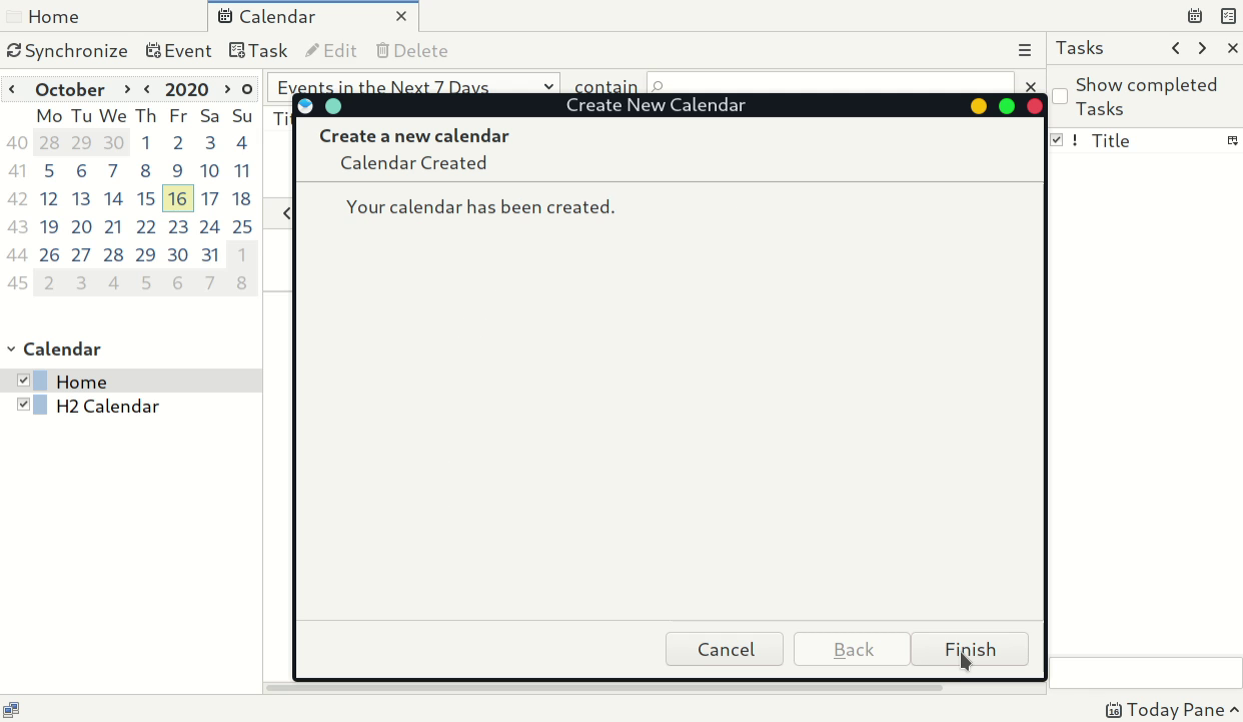 Home
Calendar
Synchronize Event Task Edit Delete
Tasks
October 2020
Mo Tu We Th Fr Sa Su
40 28 29 30 1 2 3 4
41 5 6 7 8 9 10 11
42 12 13 14 15 16 17 18
43 19 20 21 22 23 24 25
44 26 27 28 29 30 31 1
45 2 3 4 5 6 7 8
Calendar
Home
H2 Calendar
Events in the Next 7 Days contain
Create New Calendar
Create a new calendar
Calendar Created
Your calendar has been created.
Cancel Back Finish
Show completed
Tasks
! Title
16 Today Pane